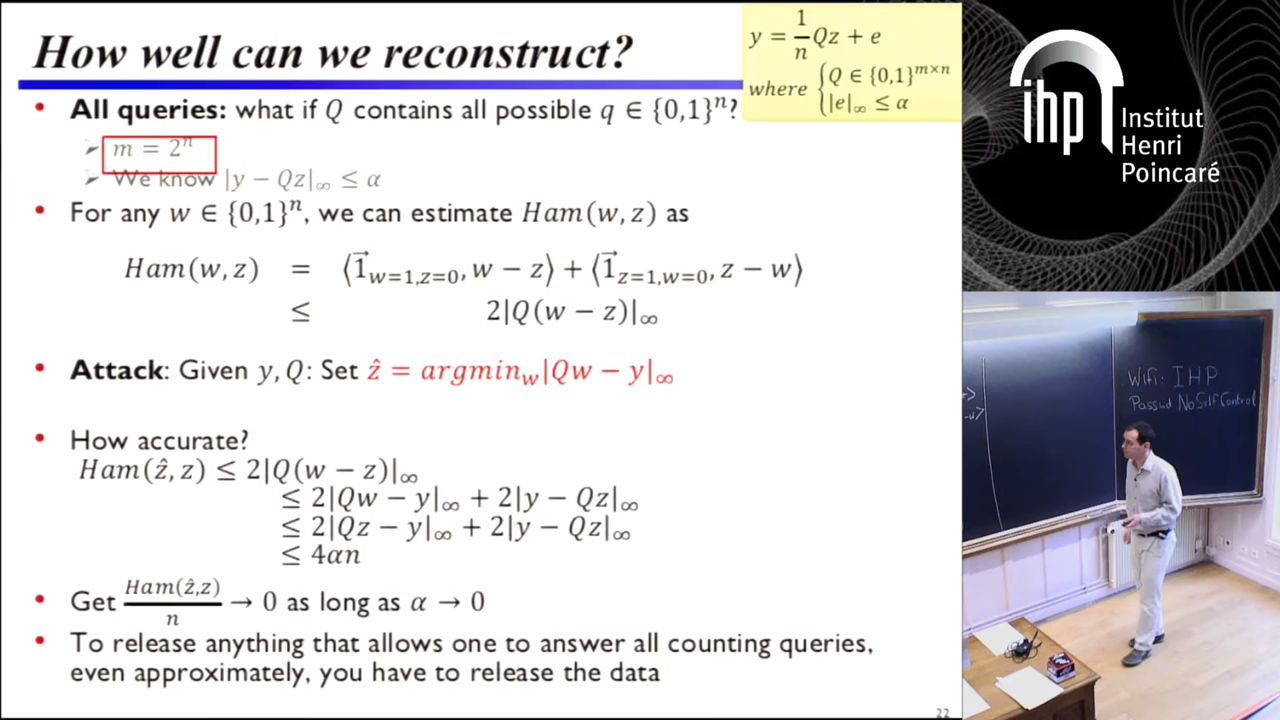 How well can we reconstruct?
y = 1/n Qz + e
where { Q ∈ {0,1}^{m×n}
|e|_∞ ≤ α
• All queries: what if Q contains all possible q ∈ {0,1}^n?
➢ m = 2^n
➢ We know |y − Qz|_∞ ≤ α
• For any w ∈ {0,1}^n, we can estimate Ham(w, z) as
Ham(w, z) = ⟨1⃗_{w=1,z=0}, w − z⟩ + ⟨1⃗_{z=1,w=0}, z − w⟩
≤ 2|Q(w − z)|_∞
• Attack: Given y, Q: Set ẑ = argmin_w|Qw − y|_∞
• How accurate?
Ham(ẑ, z) ≤ 2|Q(w − z)|_∞
≤ 2|Qw − y|_∞ + 2|y − Qz|_∞
≤ 2|Qz − y|_∞ + 2|y − Qz|_∞
≤ 4αn
• Get Ham(ẑ,z)/n → 0 as long as α → 0
• To release anything that allows one to answer all counting queries,
even approximately, you have to release the data
22
ihp
Institut
Henri
Poincaré
Wifi: IHP
Passwd NoSelfControl